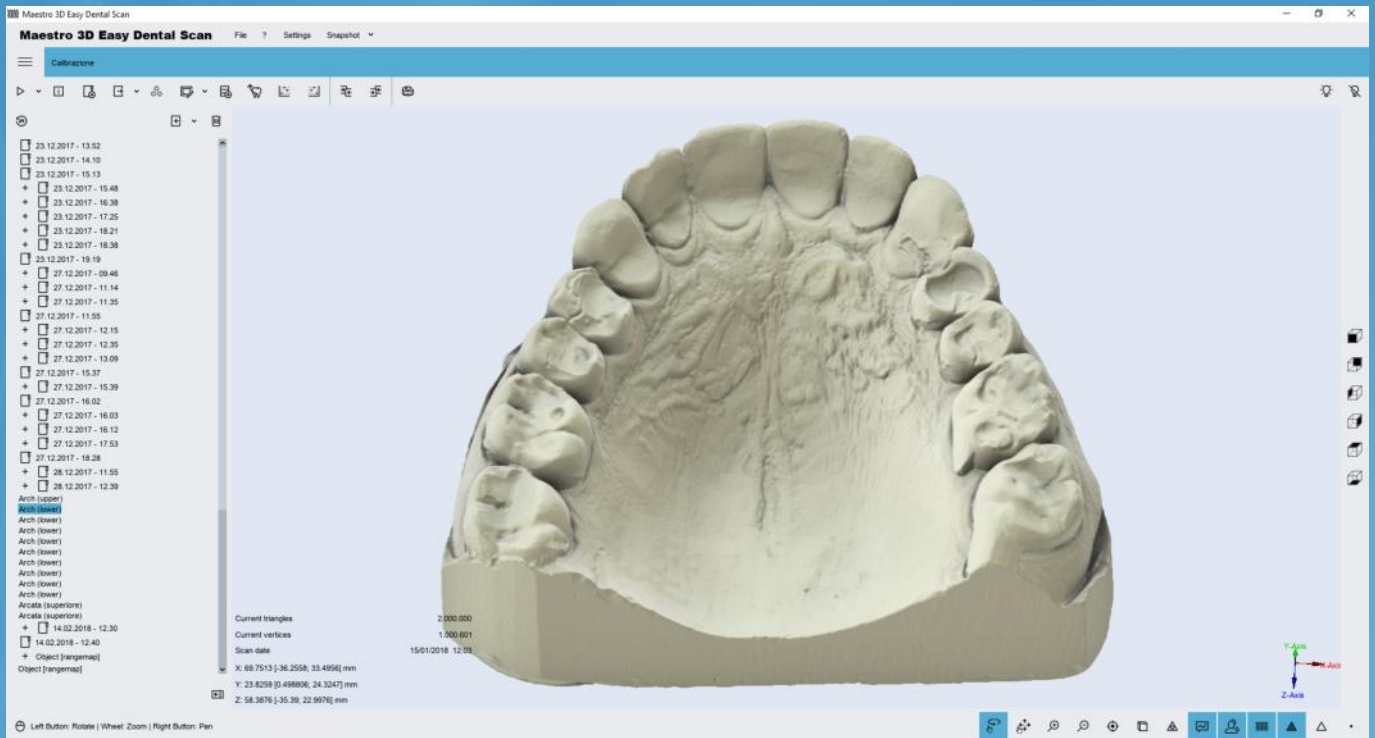 Maestro 3D Easy Dental Scan
Maestro 3D Easy Dental Scan File ? Settings Snapshot
Calibrazione
23.12.2017 - 13.52
23.12.2017 - 14.10
23.12.2017 - 15.13
+ 23.12.2017 - 15.48
+ 23.12.2017 - 16.38
+ 23.12.2017 - 17.25
+ 23.12.2017 - 18.21
+ 23.12.2017 - 18.38
23.12.2017 - 19.19
+ 27.12.2017 - 09.46
+ 27.12.2017 - 11.14
+ 27.12.2017 - 11.35
27.12.2017 - 11.55
+ 27.12.2017 - 12.15
+ 27.12.2017 - 12.35
+ 27.12.2017 - 13.09
27.12.2017 - 15.37
+ 27.12.2017 - 15.39
27.12.2017 - 16.02
+ 27.12.2017 - 16.03
+ 27.12.2017 - 16.12
+ 27.12.2017 - 17.53
27.12.2017 - 18.28
+ 28.12.2017 - 11.55
+ 28.12.2017 - 12.39
Arch (upper)
Arch (lower)
Arch (lower)
Arch (lower)
Arch (lower)
Arch (lower)
Arch (lower)
Arch (lower)
Arch (lower)
Arch (lower)
Arcata (superiore)
Arcata (superiore)
+ 14.02.2018 - 12.30
14.02.2018 - 12.40
+ Object [rangemap]
Object [rangemap]
Current triangles 2.000.000
Current vertices 1.000.601
Scan date 15/01/2018 12:03
X: 69.7513 [-36.2558; 33.4956] mm
Y: 23.8259 [0.498806; 24.3247] mm
Z: 58.3876 [-35.39; 22.9976] mm
Y-Axis
X-Axis
Z-Axis
Left Button: Rotate | Wheel: Zoom | Right Button: Pan